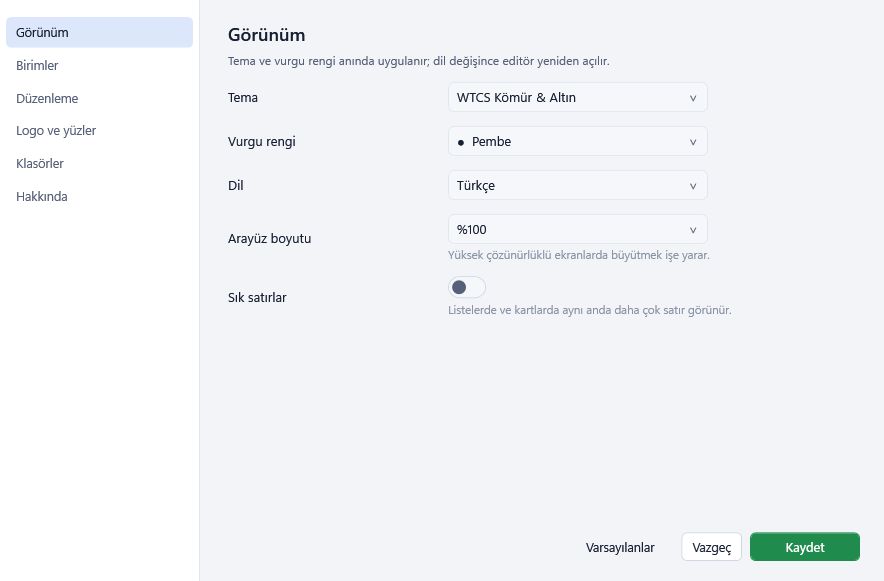 Görünüm
Birimler
Düzenleme
Logo ve yüzler
Klasörler
Hakkında
Görünüm
Tema ve vurgu rengi anında uygulanır; dil değişince editör yeniden açılır.
Tema
WTCS Kömür & Altın
Vurgu rengi
Pembe
Dil
Türkçe
Arayüz boyutu
%100
Yüksek çözünürlüklü ekranlarda büyütmek işe yarar.
Sık satırlar
Listelerde ve kartlarda aynı anda daha çok satır görünür.
Varsayılanlar
Vazgeç
Kaydet